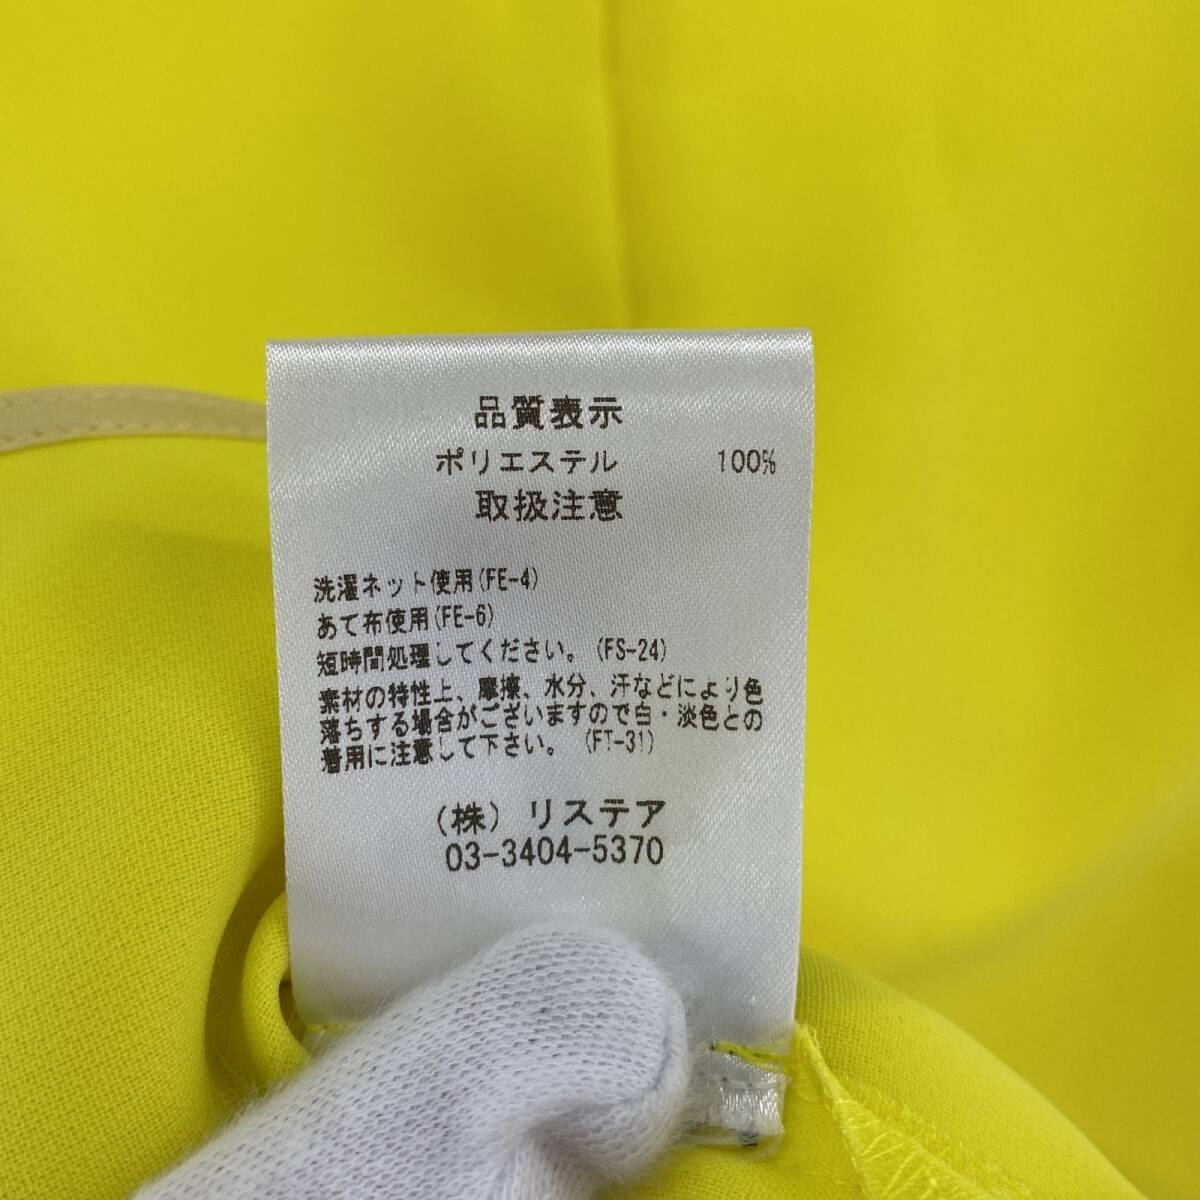 品質表示
ポリエステル 100%
取扱注意
洗濯ネット使用(FE-4)
あて布使用(FE-6)
短時間処理してください。(FS-24)
素材の特性上、摩擦、水分、汗などにより色
落ちする場合がございますので白・淡色との
着用に注意して下さい。 (FT-31)
(株) リステア
03-3404-5370